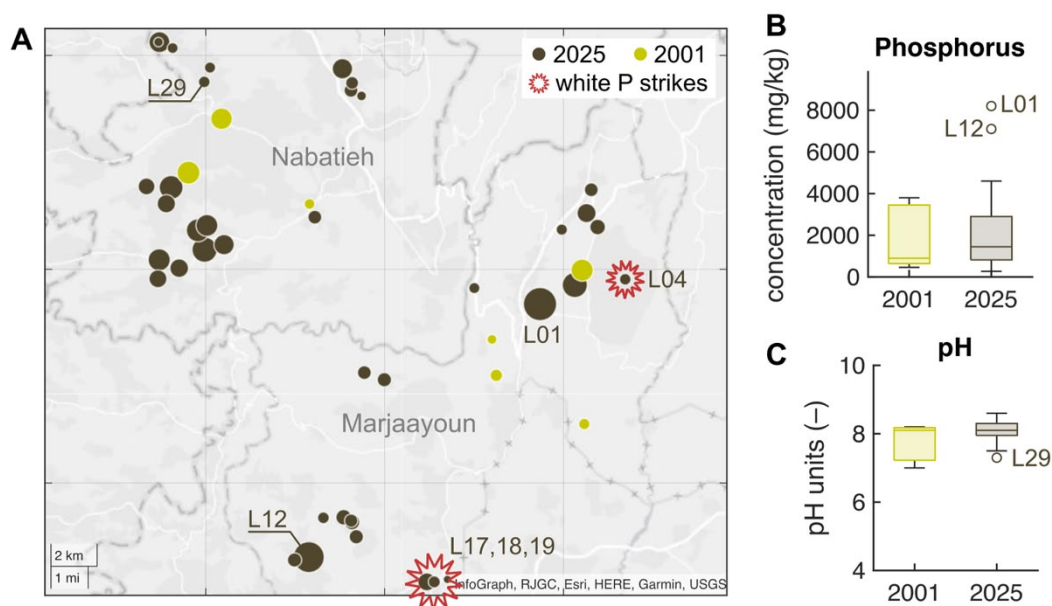 A
2025
2001
white P strikes
L29
Nabatieh
L04
L01
Marjaayoun
L12
L17,18,19
2 km
1 mi
InfoGraph, RJGC, Esri, HERE, Garmin, USGS
B
Phosphorus
concentration (mg/kg)
8000
6000
4000
2000
0
L01
L12
2001
2025
C
pH
pH units (–)
10
8
6
4
L29
2001
2025